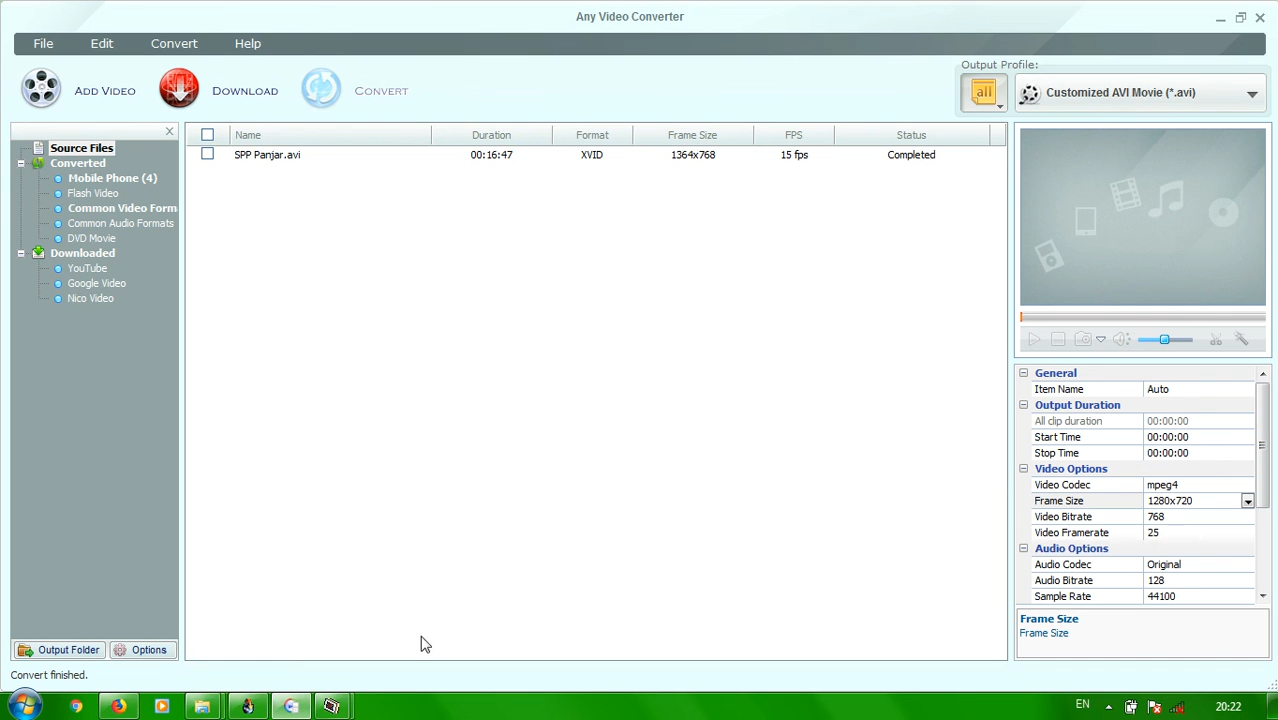 Any Video Converter
File Edit Convert Help
ADD VIDEO DOWNLOAD CONVERT
Output Profile:
all Customized AVI Movie (*.avi)
Source Files
Converted
Mobile Phone (4)
Flash Video
Common Video Form
Common Audio Formats
DVD Movie
Downloaded
YouTube
Google Video
Nico Video
Output Folder Options
Name Duration Format Frame Size FPS Status
SPP Panjar.avi 00:16:47 XVID 1364x768 15 fps Completed
General
Item Name Auto
Output Duration
All clip duration 00:00:00
Start Time 00:00:00
Stop Time 00:00:00
Video Options
Video Codec mpeg4
Frame Size 1280x720
Video Bitrate 768
Video Framerate 25
Audio Options
Audio Codec Original
Audio Bitrate 128
Sample Rate 44100
Frame Size
Frame Size
Convert finished.
EN 20:22